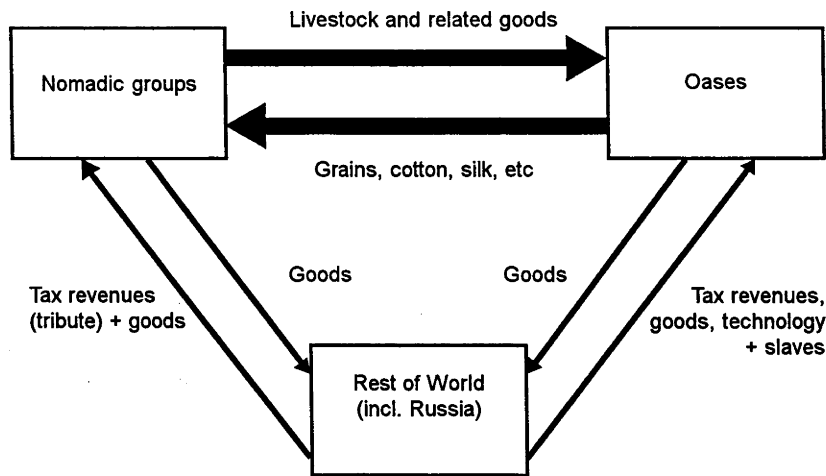 Livestock and related goods
Nomadic groups
Oases
Grains, cotton, silk, etc
Goods
Goods
Tax revenues
(tribute) + goods
Tax revenues,
goods, technology
+ slaves
Rest of World
(incl. Russia)